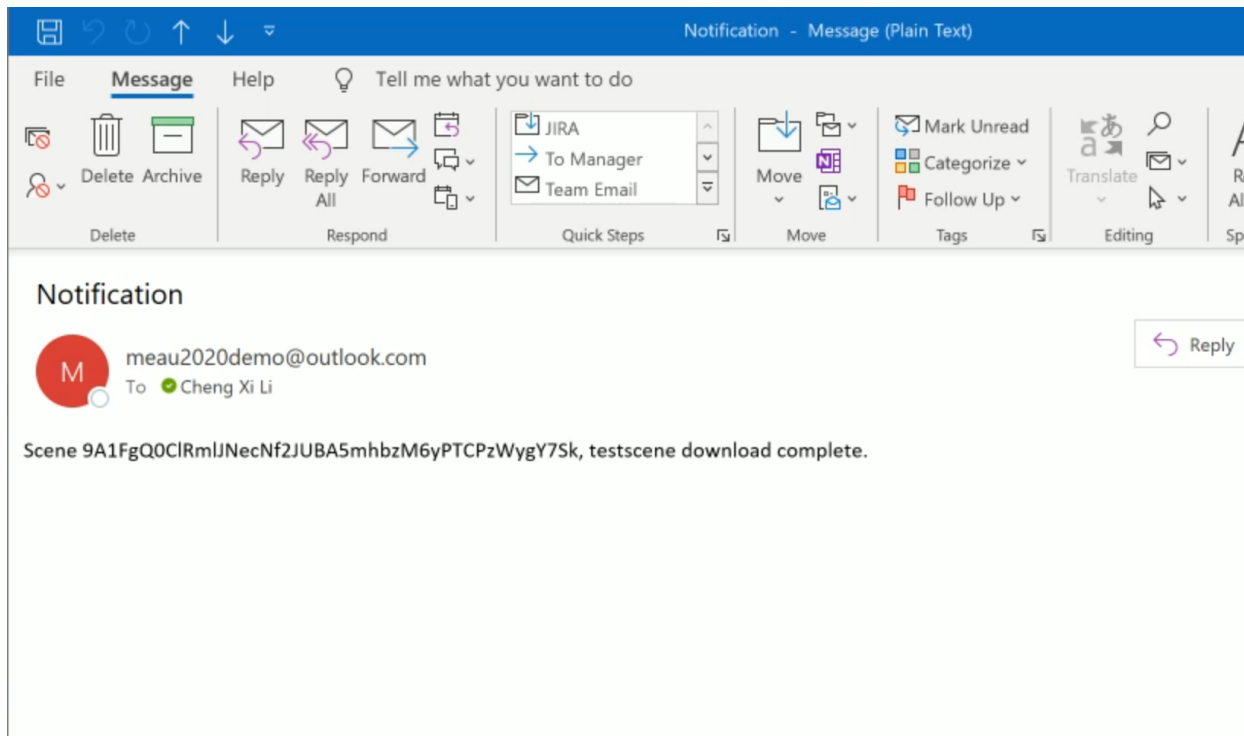 Notification - Message (Plain Text)
File Message Help Tell me what you want to do
JIRA
To Manager
Team Email
Delete Archive
Reply
Reply All
Forward
Move
Mark Unread
Categorize
Follow Up
Translate
Delete Respond Quick Steps Move Tags Editing
Notification
M
meau2020demo@outlook.com
To Cheng Xi Li
Reply
Scene 9A1FgQ0ClRmlJNecNf2JUBA5mhbzM6yPTCPzWygY7Sk, testscene download complete.